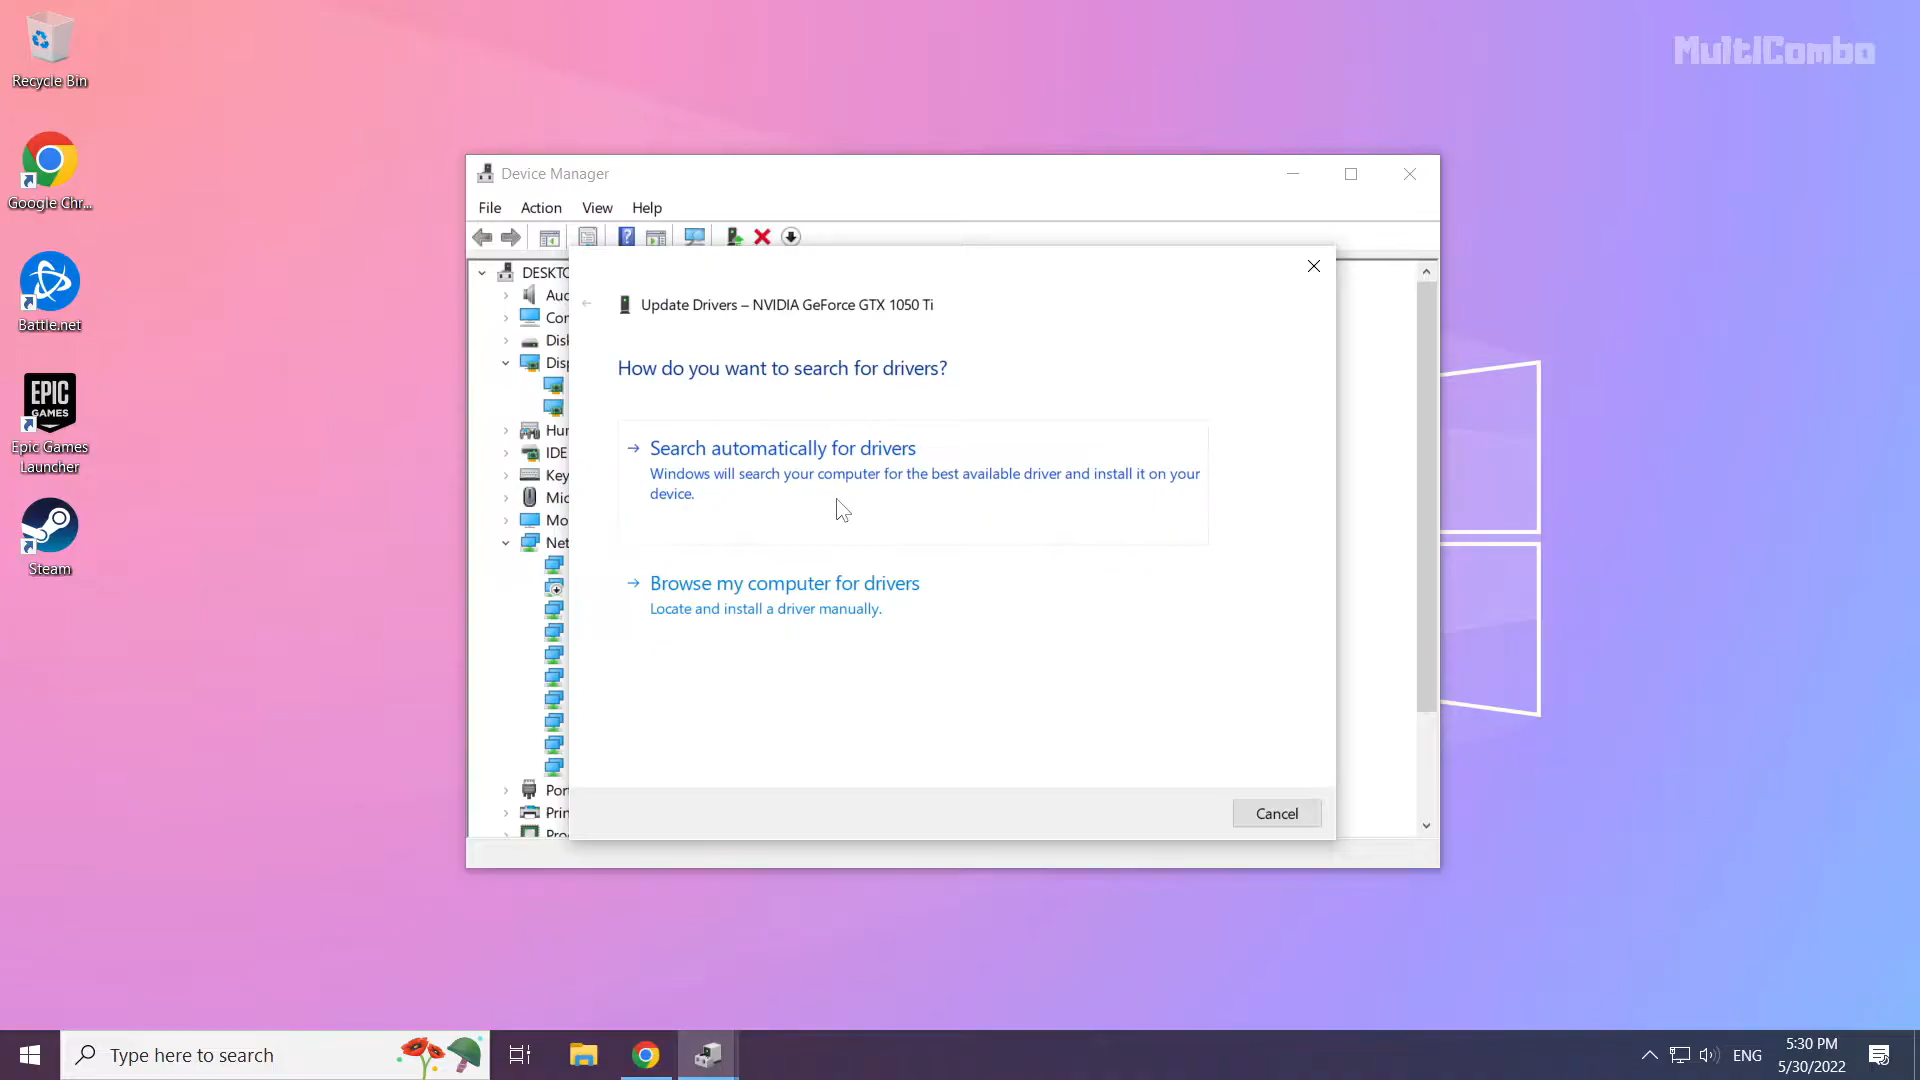 MultiCombo
Recycle Bin
Google Chr...
Battle.net
EPIC
GAMES
Epic Games
Launcher
Steam
Device Manager
File Action View Help
DESKTO
Aud
Con
Disk
Disp
Hum
IDE
Key
Mic
Mo
Net
Port
Prin
Pro
Update Drivers – NVIDIA GeForce GTX 1050 Ti
How do you want to search for drivers?
Search automatically for drivers
Windows will search your computer for the best available driver and install it on your
device.
Browse my computer for drivers
Locate and install a driver manually.
Cancel
Type here to search
ENG
5:30 PM
5/30/2022